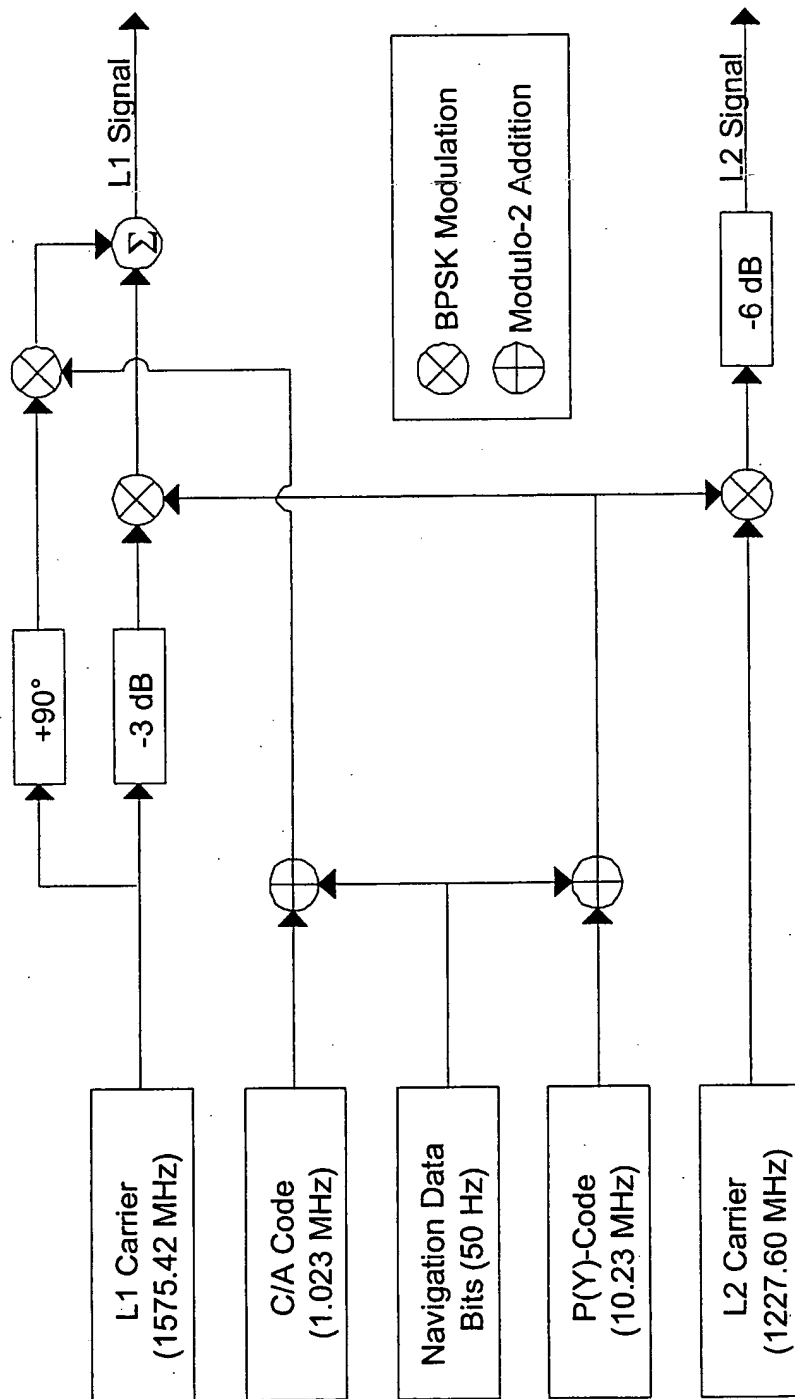 L1 Carrier
(1575.42 MHz)
C/A Code
(1.023 MHz)
Navigation Data
Bits (50 Hz)
P(Y)-Code
(10.23 MHz)
L2 Carrier
(1227.60 MHz)
+90°
-3 dB
Σ
L1 Signal
BPSK Modulation
Modulo-2 Addition
-6 dB
L2 Signal